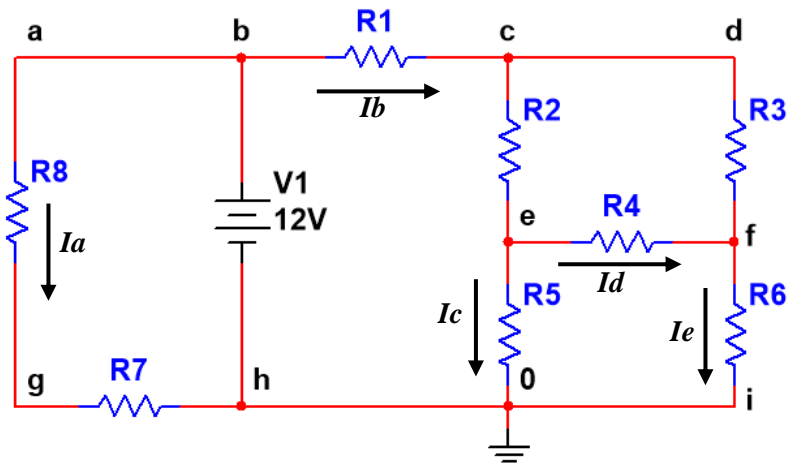 a b R1 c d
Ib
R2 R3
R8
V1
12V
e R4 f
Ia
Id
R5 R6
Ic Ie
g R7 h 0 i